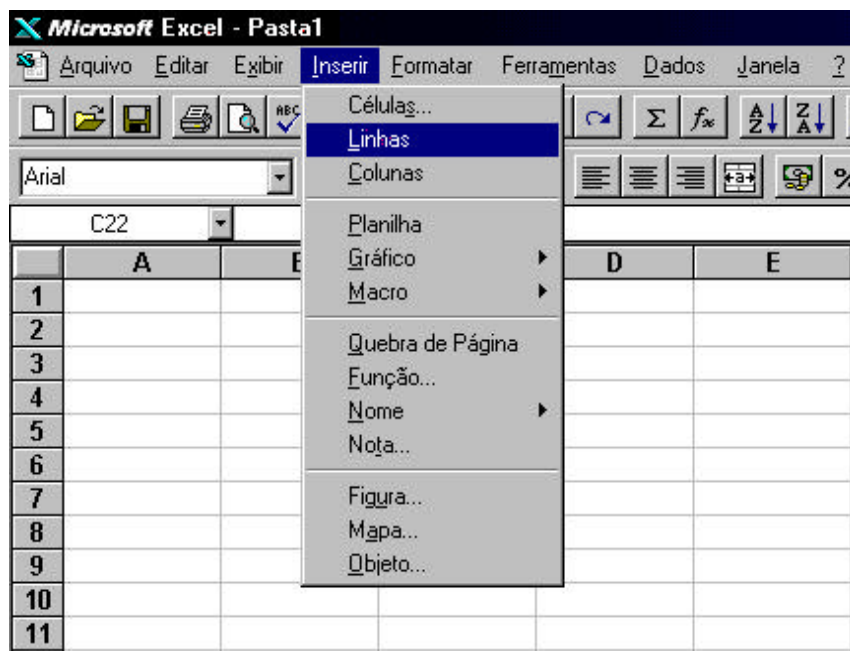 Microsoft Excel - Pasta1
Arquivo Editar Exibir Inserir Formatar Ferramentas Dados Janela ?
ABC Σ fx A Z Z A
Arial a %
C22
A D E
1
2
3
4
5
6
7
8
9
10
11
Células...
Linhas
Colunas
Planilha
Gráfico
Macro
Quebra de Página
Função...
Nome
Nota...
Figura...
Mapa...
Objeto...